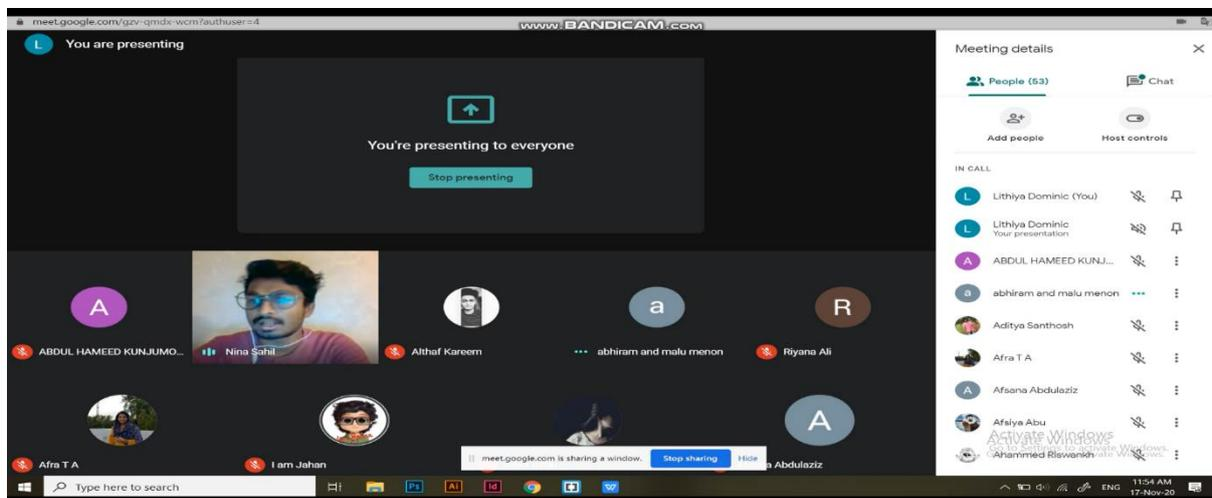 meet.google.com/gzv-qmdx-wcm?authuser=4
www.BANDICAM.com
L You are presenting
You're presenting to everyone
Stop presenting
A
a
R
ABDUL HAMEED KUNJUMO...
Nina Sahil
Althaf Kareem
abhiram and malu menon
Riyana Ali
A
Afra T A
I am Jahan
a Abdulaziz
meet.google.com is sharing a window.
Stop sharing
Hide
Meeting details
People (53)
Chat
Add people
Host controls
IN CALL
L Lithiya Dominic (You)
L Lithiya Dominic
Your presentation
A ABDUL HAMEED KUNJ...
a abhiram and malu menon
Aditya Santhosh
Afra T A
A Afsana Abdulaziz
Afsiya Abu
Activate Windows
Go to Settings to activate Windows.
Ahammed Riswankh
Type here to search
Ps
Ai
Id
W
ENG
11:54 AM
17-Nov-20